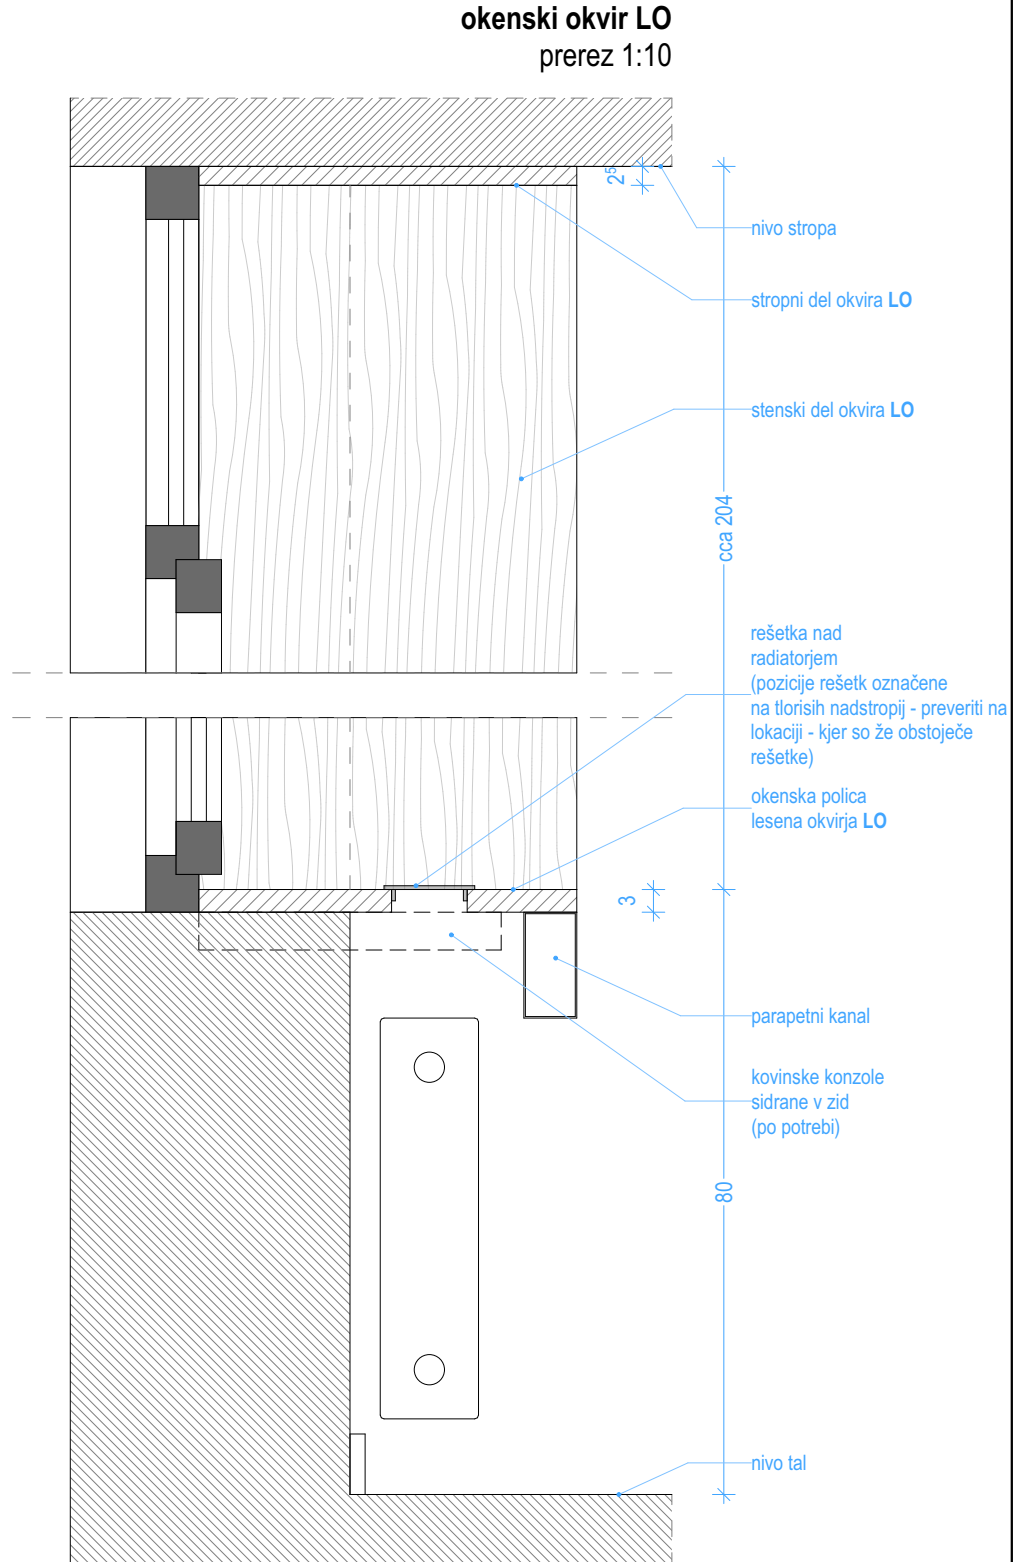 okenski okvir LO
prerez 1:10
2⁵
nivo stropa
stropni del okvira LO
stenski del okvira LO
cca 204
rešetka nad
radiatorjem
(pozicije rešetk označene
na tlorisih nadstropij - preveriti na
lokaciji - kjer so že obstoječe
rešetke)
okenska polica
lesena okvirja LO
3
parapetni kanal
kovinske konzole
sidrane v zid
(po potrebi)
80
nivo tal